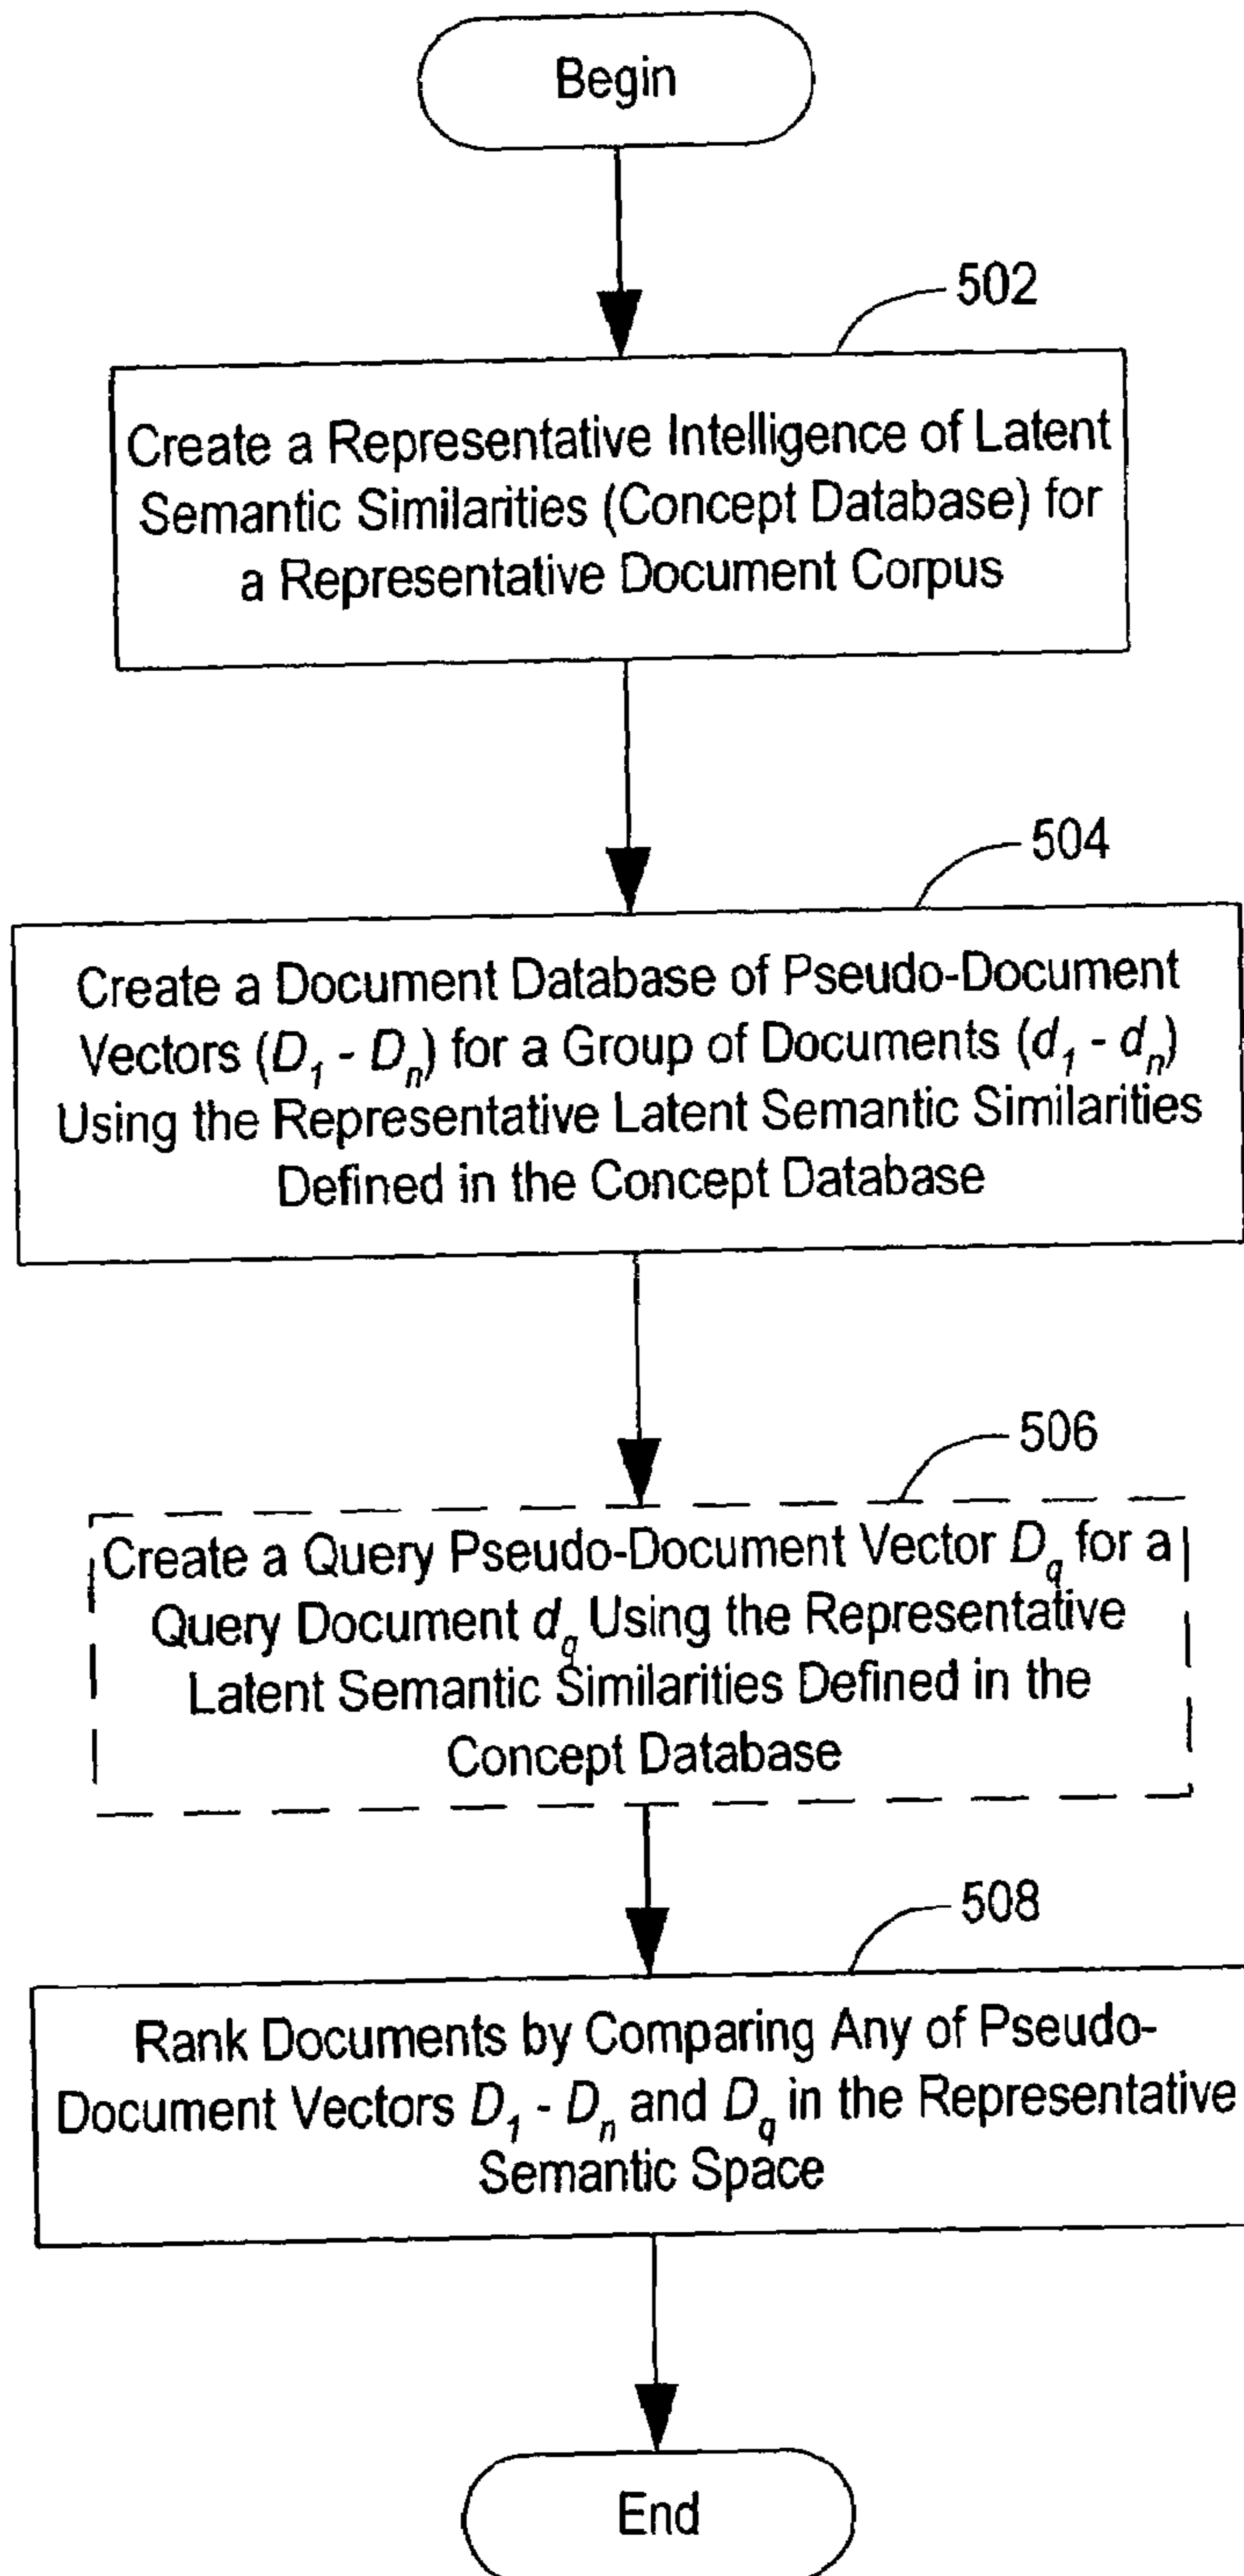 Begin
502
Create a Representative Intelligence of Latent
Semantic Similarities (Concept Database) for
a Representative Document Corpus
504
Create a Document Database of Pseudo-Document
Vectors (D₁ - Dₙ) for a Group of Documents (d₁ - dₙ)
Using the Representative Latent Semantic Similarities
Defined in the Concept Database
506
Create a Query Pseudo-Document Vector D_q for a
Query Document d_q Using the Representative
Latent Semantic Similarities Defined in the
Concept Database
508
Rank Documents by Comparing Any of Pseudo-
Document Vectors D₁ - Dₙ and D_q in the Representative
Semantic Space
End